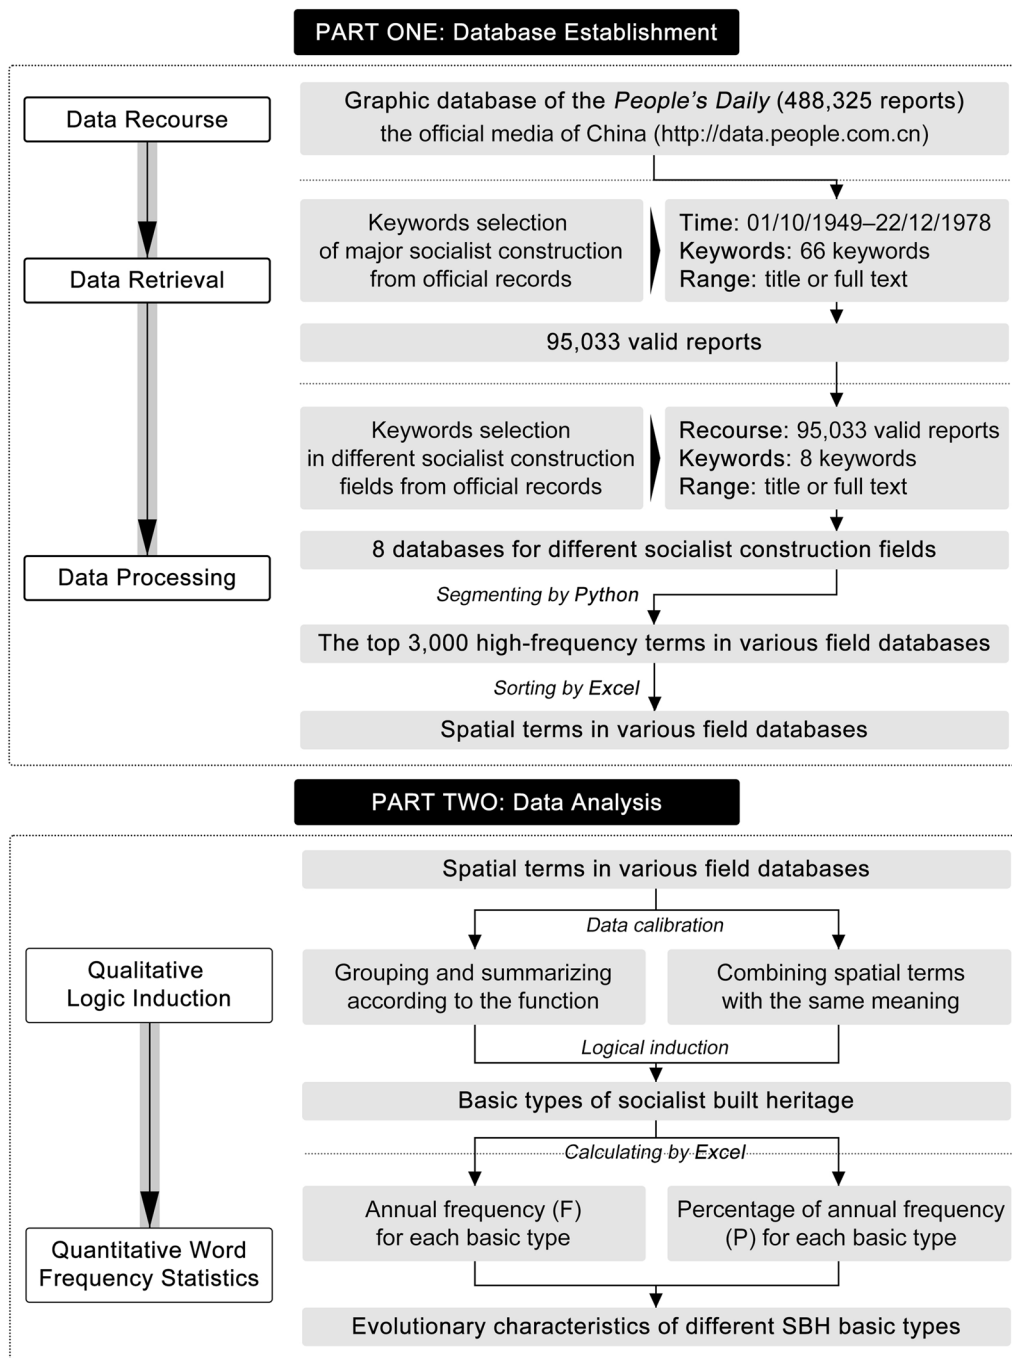 PART ONE: Database Establishment
Data Recourse
Graphic database of the People's Daily (488,325 reports)
the official media of China (http://data.people.com.cn)
Data Retrieval
Keywords selection
of major socialist construction
from official records
Time: 01/10/1949–22/12/1978
Keywords: 66 keywords
Range: title or full text
95,033 valid reports
Keywords selection
in different socialist construction
fields from official records
Recourse: 95,033 valid reports
Keywords: 8 keywords
Range: title or full text
Data Processing
8 databases for different socialist construction fields
Segmenting by Python
The top 3,000 high-frequency terms in various field databases
Sorting by Excel
Spatial terms in various field databases
PART TWO: Data Analysis
Spatial terms in various field databases
Data calibration
Qualitative
Logic Induction
Grouping and summarizing
according to the function
Combining spatial terms
with the same meaning
Logical induction
Basic types of socialist built heritage
Calculating by Excel
Quantitative Word
Frequency Statistics
Annual frequency (F)
for each basic type
Percentage of annual frequency
(P) for each basic type
Evolutionary characteristics of different SBH basic types